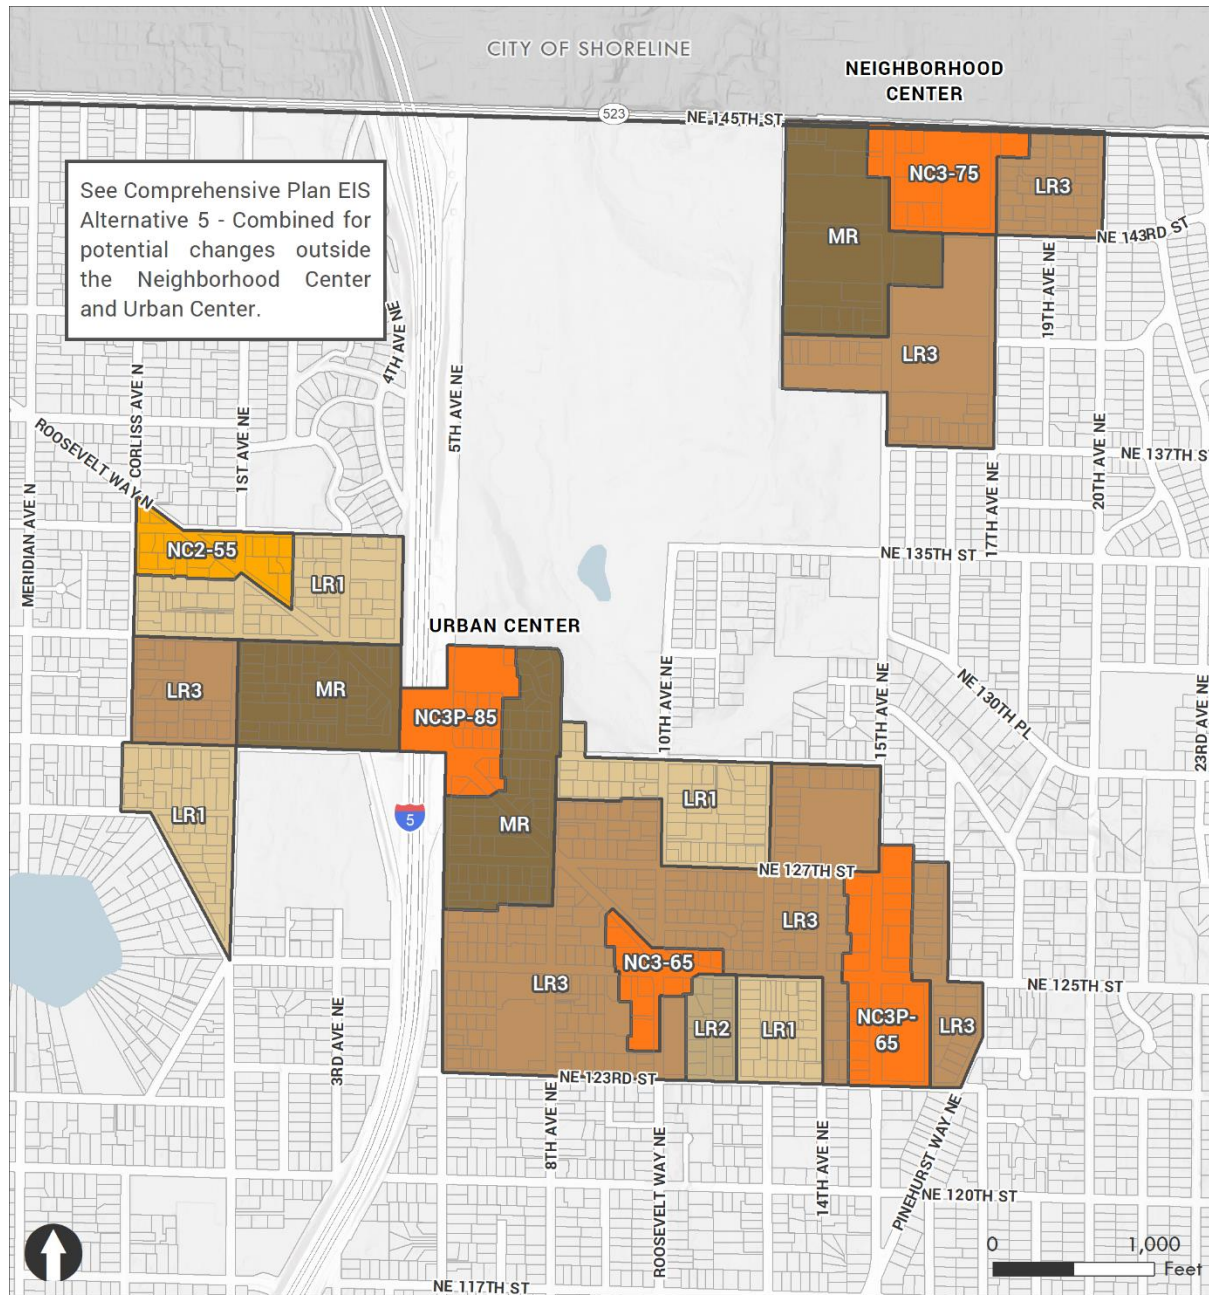 CITY OF SHORELINE
NEIGHBORHOOD
CENTER
523
NE 145TH ST
See Comprehensive Plan EIS
Alternative 5 - Combined for
potential changes outside
the Neighborhood Center
and Urban Center.
NC3-75
LR3
MR
NE 143RD ST
19TH AVE NE
4TH AVE NE
LR3
5TH AVE NE
CORLISS AVE N
1ST AVE NE
ROOSEVELT WAY N
20TH AVE NE
NE 137TH ST
17TH AVE NE
MERIDIAN AVE N
NC2-55
LR1
NE 135TH ST
URBAN CENTER
LR3
MR
NC3P-85
10TH AVE NE
15TH AVE NE
NE 130TH PL
23RD AVE NE
LR1
LR1
MR
5
NE 127TH ST
LR3
NC3-65
LR3
NE 125TH ST
LR2
LR1
NC3P-
65
LR3
3RD AVE NE
NE 123RD ST
8TH AVE NE
ROOSEVELT WAY NE
14TH AVE NE
PINEHURST WAY NE
NE 120TH ST
0
1,000
Feet
NE 117TH ST